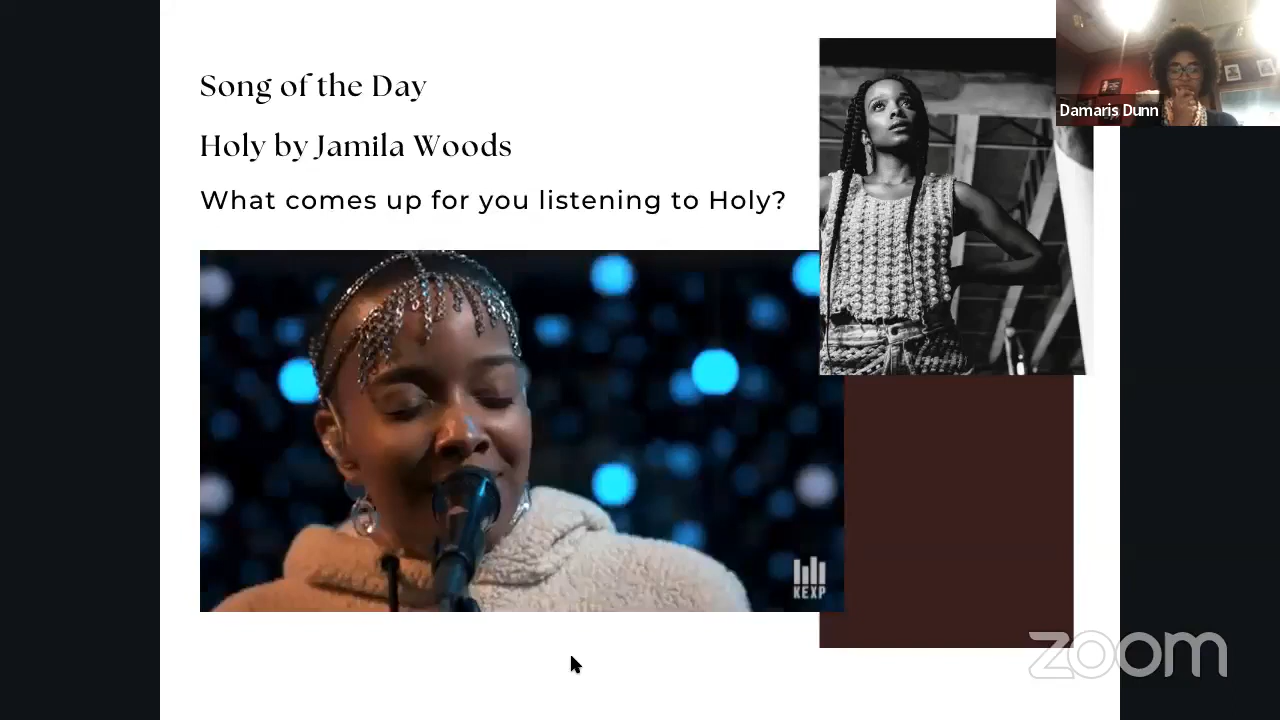 Song of the Day
Damaris Dunn
Holy by Jamila Woods
What comes up for you listening to Holy?
KEXP
zoom